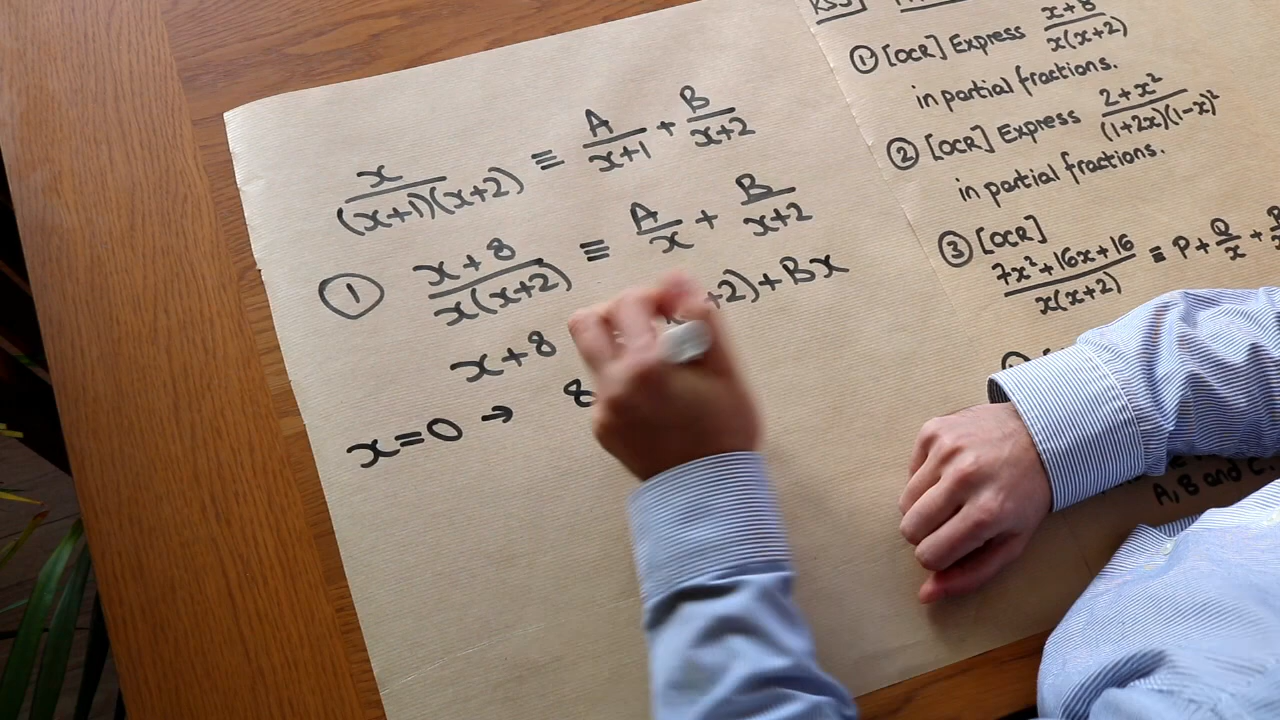 x/((x+1)(x+2)) ≡ A/(x+1) + B/(x+2)
① (x+8)/(x(x+2)) ≡ A/x + B/(x+2)
x+8 +2)+Bx
x=0 → 8
① [OCR] Express (x+8)/(x(x+2))
in partial fractions.
② [OCR] Express (2+x²)/((1+2x)(1-x)²)
in partial fractions.
③ [OCR]
(7x²+16x+16)/(x(x+2)) ≡ P+Q/x+
A, B and C.